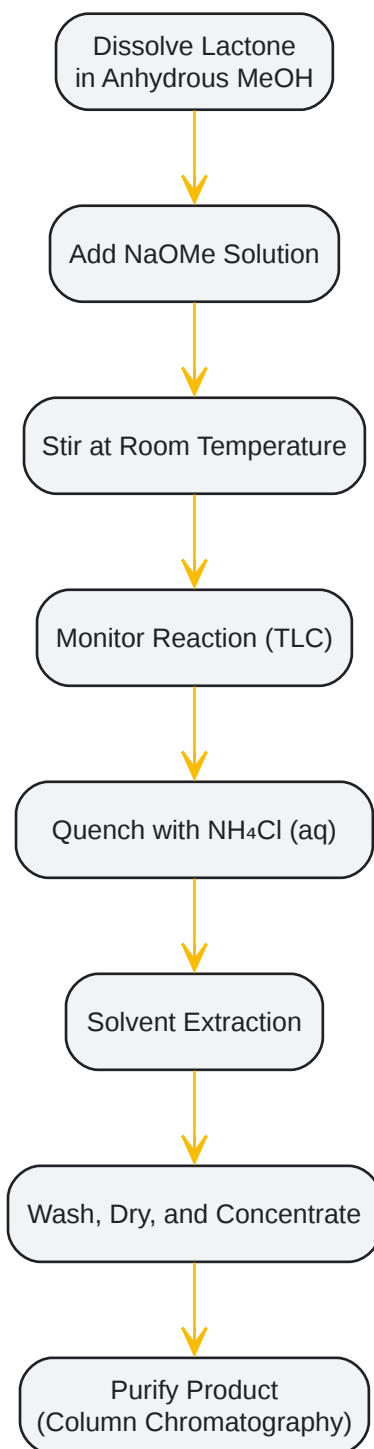 Dissolve Lactone
in Anhydrous MeOH
Add NaOMe Solution
Stir at Room Temperature
Monitor Reaction (TLC)
Quench with NH₄Cl (aq)
Solvent Extraction
Wash, Dry, and Concentrate
Purify Product
(Column Chromatography)